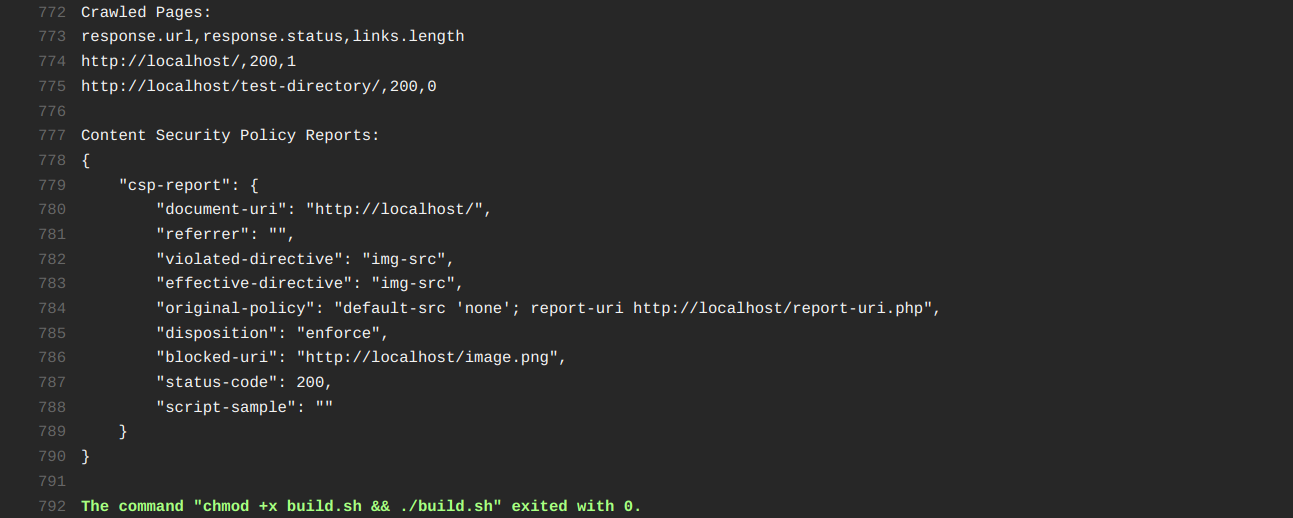 772 Crawled Pages:
773 response.url,response.status,links.length
774 http://localhost/,200,1
775 http://localhost/test-directory/,200,0
776
777 Content Security Policy Reports:
778 {
779     "csp-report": {
780         "document-uri": "http://localhost/",
781         "referrer": "",
782         "violated-directive": "img-src",
783         "effective-directive": "img-src",
784         "original-policy": "default-src 'none'; report-uri http://localhost/report-uri.php",
785         "disposition": "enforce",
786         "blocked-uri": "http://localhost/image.png",
787         "status-code": 200,
788         "script-sample": ""
789     }
790 }
791
792 The command "chmod +x build.sh && ./build.sh" exited with 0.